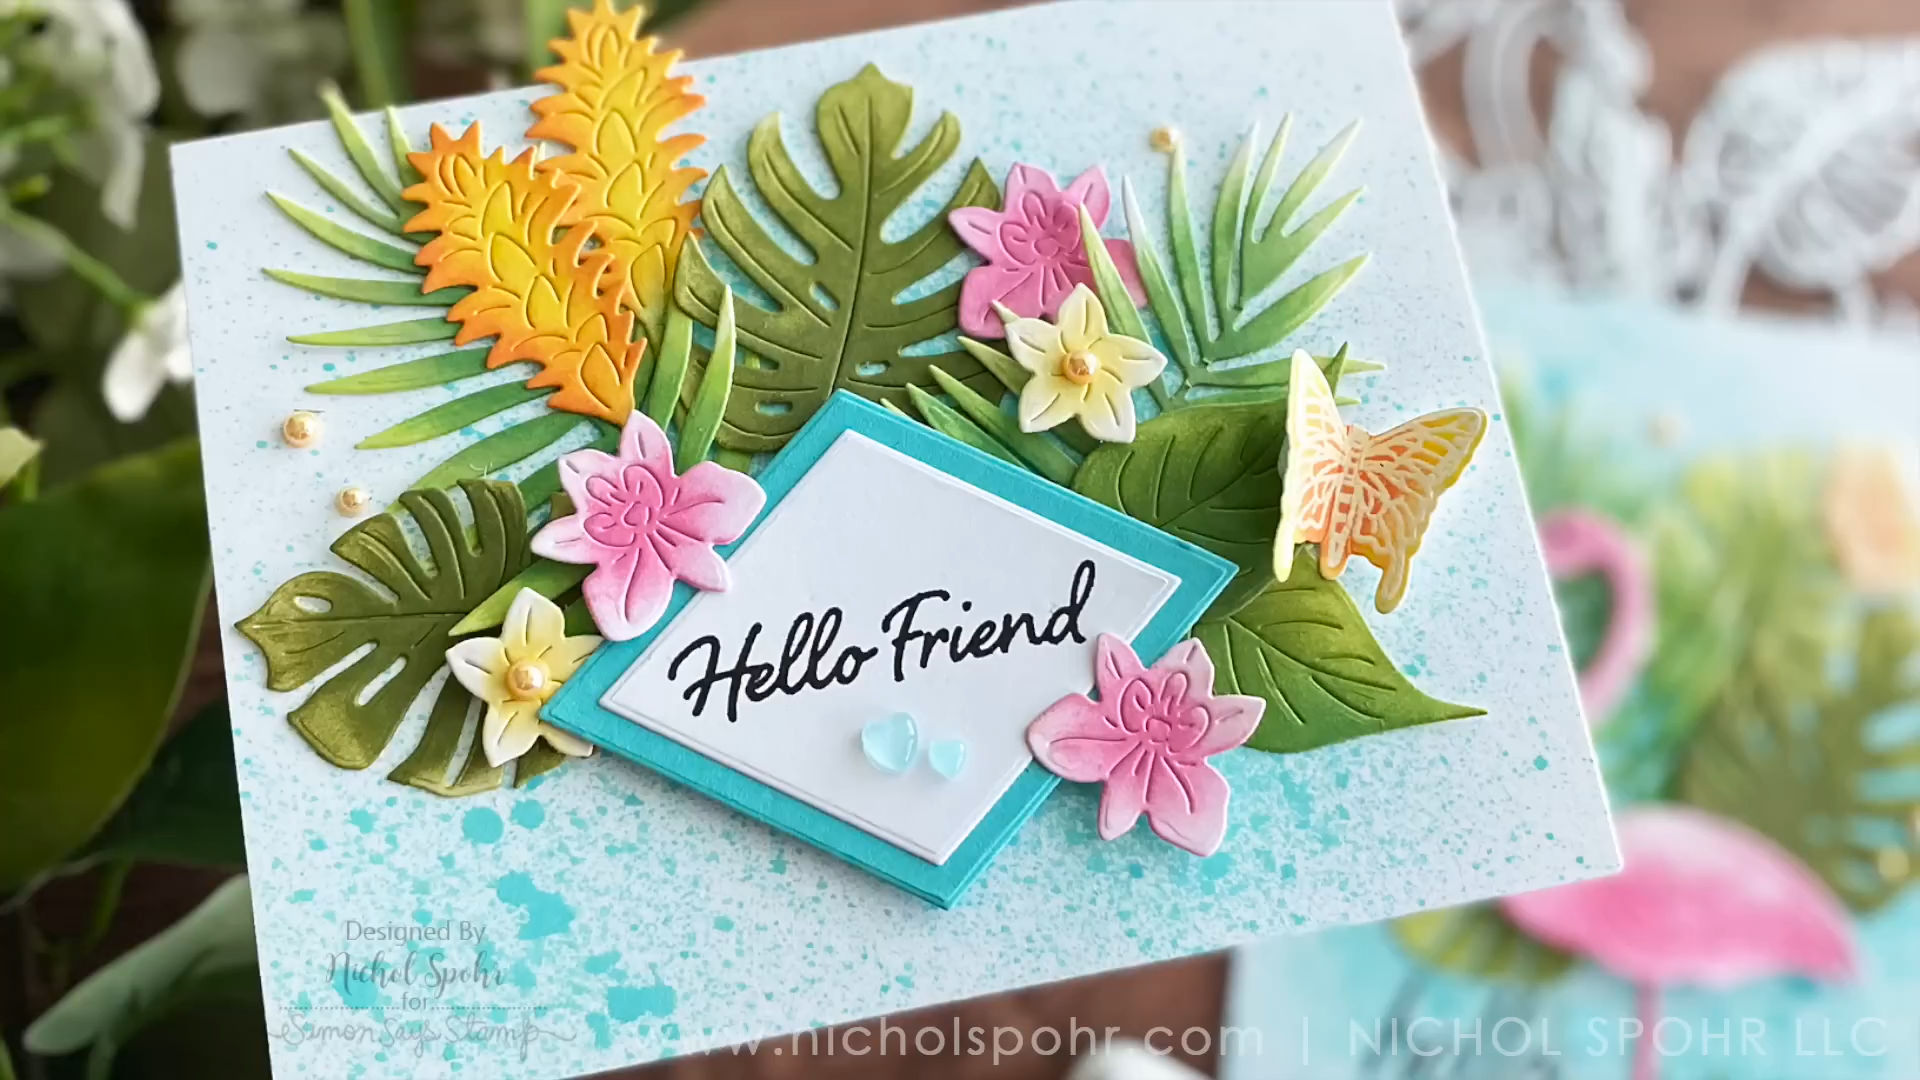 Hello Friend
Designed By
Nichol Spohr
for
Simon Says Stamp
www.nicholspohr.com | NICHOL SPOHR LLC